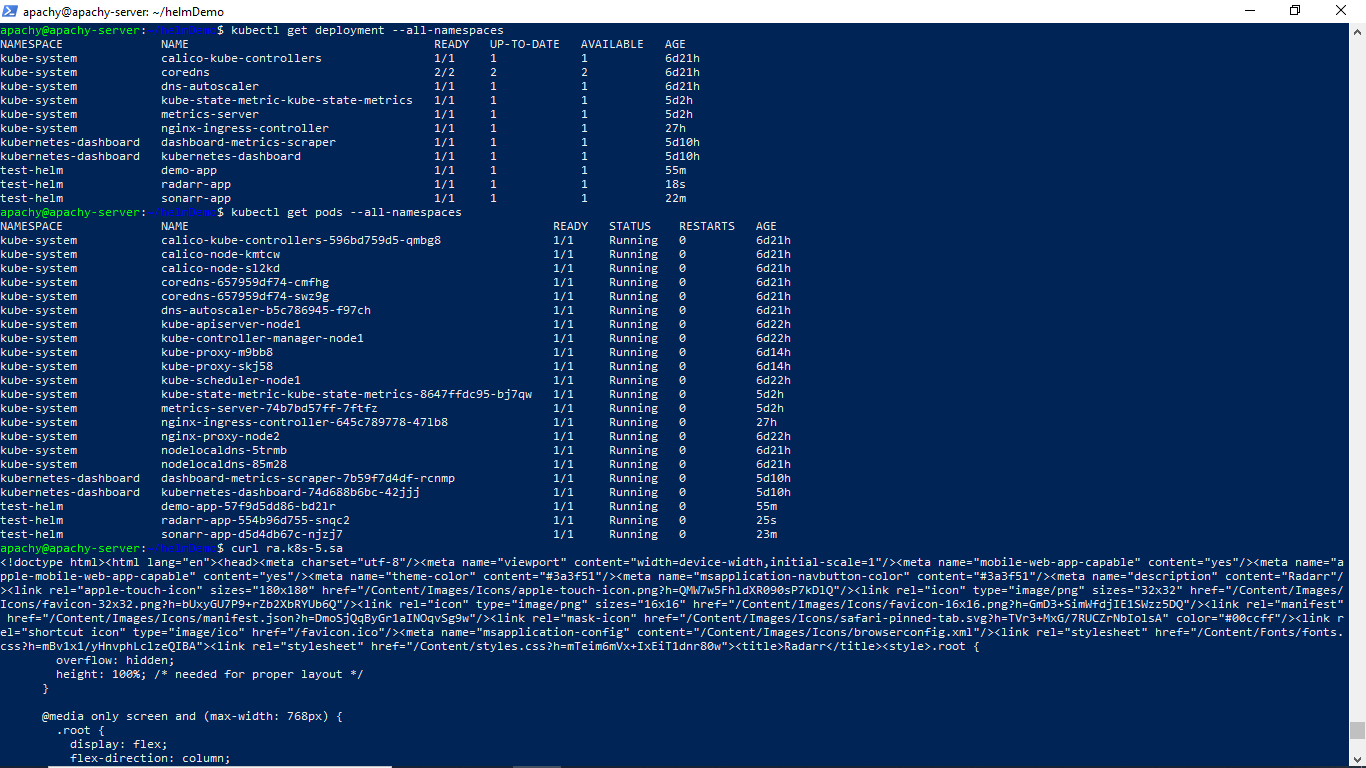 apachy@apachy-server: ~/helmDemo
apachy@apachy-server:~/helmDemo$ kubectl get deployment --all-namespaces
NAMESPACE NAME READY UP-TO-DATE AVAILABLE AGE
kube-system calico-kube-controllers 1/1 1 1 6d21h
kube-system coredns 2/2 2 2 6d21h
kube-system dns-autoscaler 1/1 1 1 6d21h
kube-system kube-state-metric-kube-state-metrics 1/1 1 1 5d2h
kube-system metrics-server 1/1 1 1 5d2h
kube-system nginx-ingress-controller 1/1 1 1 27h
kubernetes-dashboard dashboard-metrics-scraper 1/1 1 1 5d10h
kubernetes-dashboard kubernetes-dashboard 1/1 1 1 5d10h
test-helm demo-app 1/1 1 1 55m
test-helm radarr-app 1/1 1 1 18s
test-helm sonarr-app 1/1 1 1 22m
apachy@apachy-server:~/helmDemo$ kubectl get pods --all-namespaces
NAMESPACE NAME READY STATUS RESTARTS AGE
kube-system calico-kube-controllers-596bd759d5-qmbg8 1/1 Running 0 6d21h
kube-system calico-node-kmtcw 1/1 Running 0 6d21h
kube-system calico-node-sl2kd 1/1 Running 0 6d21h
kube-system coredns-657959df74-cmfhg 1/1 Running 0 6d21h
kube-system coredns-657959df74-swz9g 1/1 Running 0 6d21h
kube-system dns-autoscaler-b5c786945-f97ch 1/1 Running 0 6d21h
kube-system kube-apiserver-node1 1/1 Running 0 6d22h
kube-system kube-controller-manager-node1 1/1 Running 0 6d22h
kube-system kube-proxy-m9bb8 1/1 Running 0 6d14h
kube-system kube-proxy-skj58 1/1 Running 0 6d14h
kube-system kube-scheduler-node1 1/1 Running 0 6d22h
kube-system kube-state-metric-kube-state-metrics-8647ffdc95-bj7qw 1/1 Running 0 5d2h
kube-system metrics-server-74b7bd57ff-7ftfz 1/1 Running 0 5d2h
kube-system nginx-ingress-controller-645c789778-47lb8 1/1 Running 0 27h
kube-system nginx-proxy-node2 1/1 Running 0 6d22h
kube-system nodelocaldns-5trmb 1/1 Running 0 6d21h
kube-system nodelocaldns-85m28 1/1 Running 0 6d21h
kubernetes-dashboard dashboard-metrics-scraper-7b59f7d4df-rcnmp 1/1 Running 0 5d10h
kubernetes-dashboard kubernetes-dashboard-74d688b6bc-42jjj 1/1 Running 0 5d10h
test-helm demo-app-57f9d5dd86-bd2lr 1/1 Running 0 55m
test-helm radarr-app-554b96d755-snqc2 1/1 Running 0 25s
test-helm sonarr-app-d5d4db67c-njzj7 1/1 Running 0 23m
apachy@apachy-server:~/helmDemo$ curl ra.k8s-5.sa
<!doctype html><html lang="en"><head><meta charset="utf-8"/><meta name="viewport" content="width=device-width,initial-scale=1"/><meta name="mobile-web-app-capable" content="yes"/><meta name="a
pple-mobile-web-app-capable" content="yes"/><meta name="theme-color" content="#3a3f51"/><meta name="msapplication-navbutton-color" content="#3a3f51"/><meta name="description" content="Radarr"/
><link rel="apple-touch-icon" sizes="180x180" href="/Content/Images/Icons/apple-touch-icon.png?h=QMW7w5FhldXR090sP7kDlQ"/><link rel="icon" type="image/png" sizes="32x32" href="/Content/Images/
Icons/favicon-32x32.png?h=bUxyGU7P9+rZb2XbRYUb6Q"/><link rel="icon" type="image/png" sizes="16x16" href="/Content/Images/Icons/favicon-16x16.png?h=GmD3+SimWfdjIE1SWzz5DQ"/><link rel="manifest"
 href="/Content/Images/Icons/manifest.json?h=DmoSjQqByGr1aINOqvSg9w"/><link rel="mask-icon" href="/Content/Images/Icons/safari-pinned-tab.svg?h=TVr3+MxG/7RUCZrNbIolsA" color="#00ccff"/><link r
el="shortcut icon" type="image/ico" href="/favicon.ico"/><meta name="msapplication-config" content="/Content/Images/Icons/browserconfig.xml"/><link rel="stylesheet" href="/Content/Fonts/fonts.
css?h=mBv1x1/yHnvphLclzeQIBA"><link rel="stylesheet" href="/Content/styles.css?h=mTeim6mVx+IxEiT1dnr80w"><title>Radarr</title><style>.root {
overflow: hidden;
height: 100%; /* needed for proper layout */
}
@media only screen and (max-width: 768px) {
.root {
display: flex;
flex-direction: column;